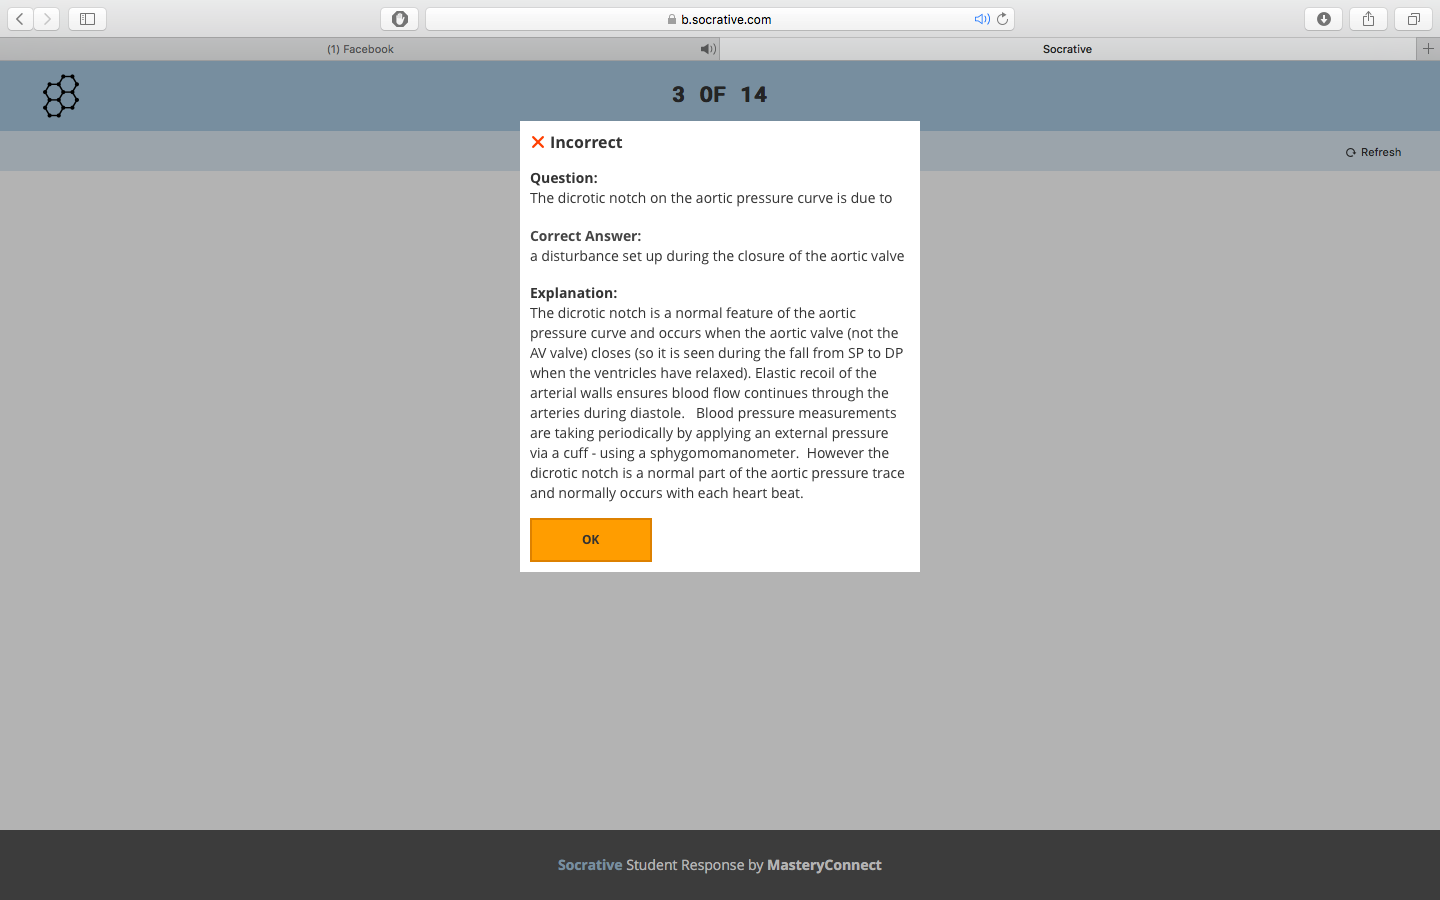 b.socrative.com
(1) Facebook
Socrative
3 OF 14
Refresh
Incorrect
Question:
The dicrotic notch on the aortic pressure curve is due to
Correct Answer:
a disturbance set up during the closure of the aortic valve
Explanation:
The dicrotic notch is a normal feature of the aortic
pressure curve and occurs when the aortic valve (not the
AV valve) closes (so it is seen during the fall from SP to DP
when the ventricles have relaxed). Elastic recoil of the
arterial walls ensures blood flow continues through the
arteries during diastole.   Blood pressure measurements
are taking periodically by applying an external pressure
via a cuff - using a sphygomomanometer.  However the
dicrotic notch is a normal part of the aortic pressure trace
and normally occurs with each heart beat.
OK
Socrative Student Response by MasteryConnect